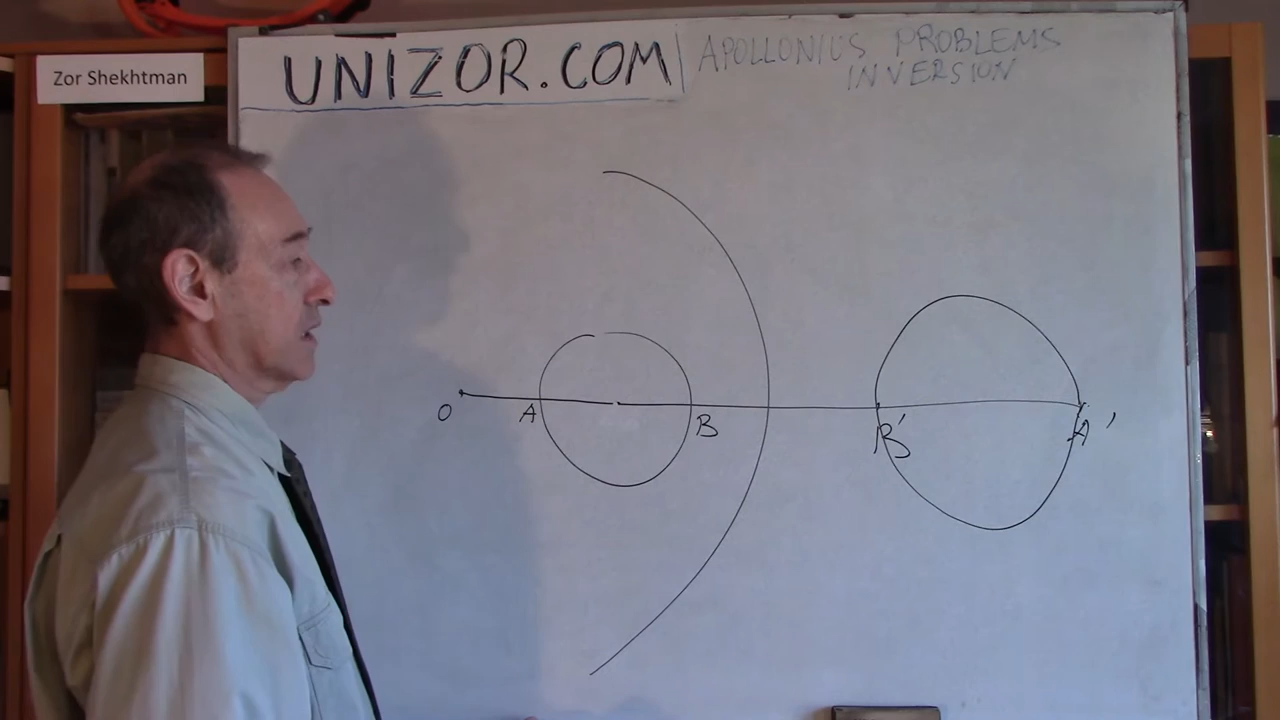 Zor Shekhtman
UNIZOR.COM
APOLLONIUS PROBLEMS
INVERSION
O A B B' A'